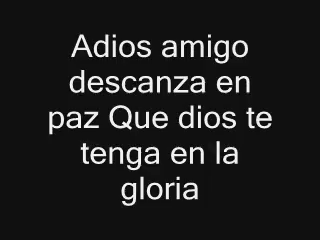 Adios amigo
descanza en
paz Que dios te
tenga en la
gloria